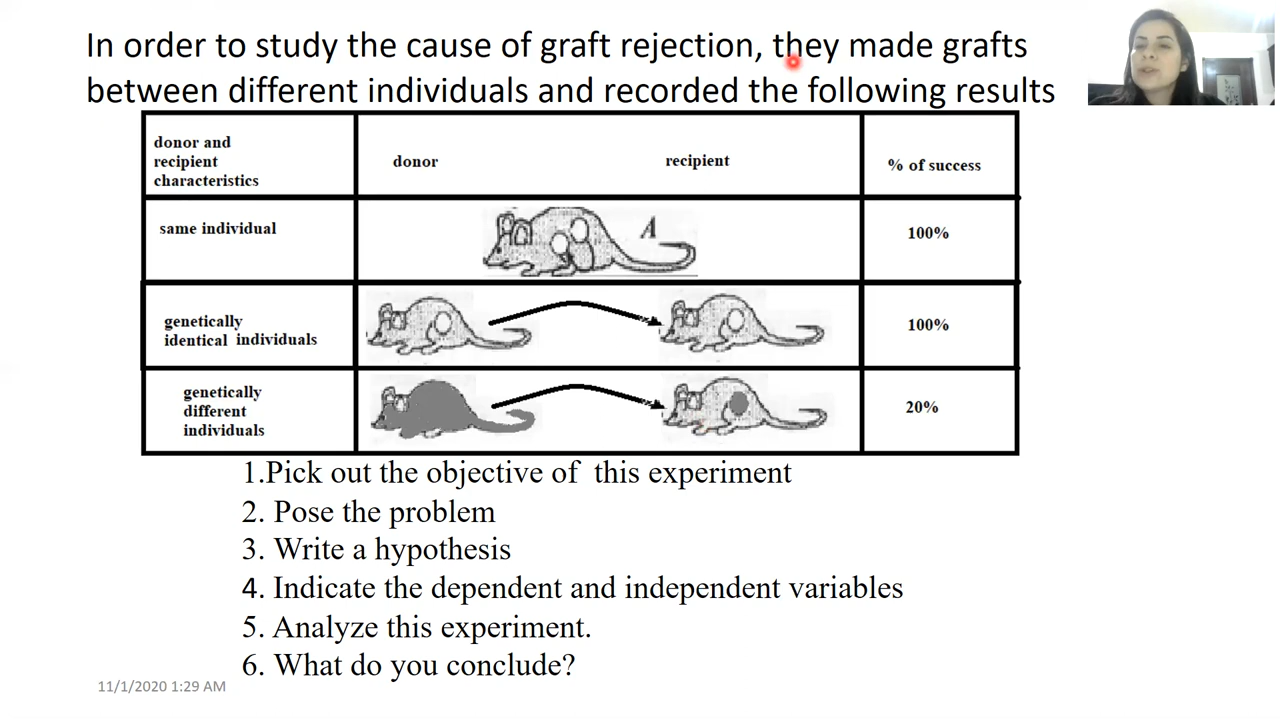 In order to study the cause of graft rejection, they made grafts
between different individuals and recorded the following results
donor and
recipient
characteristics
donor
recipient
% of success
same individual
A
100%
genetically
identical individuals
100%
genetically
different
individuals
20%
1.Pick out the objective of this experiment
2. Pose the problem
3. Write a hypothesis
4. Indicate the dependent and independent variables
5. Analyze this experiment.
6. What do you conclude?
11/1/2020 1:29 AM